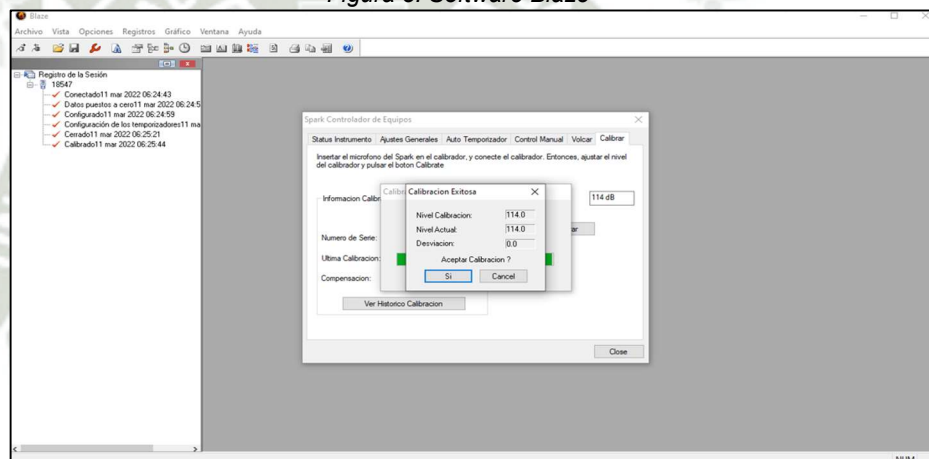 Blaze
Archivo Vista Opciones Registros Gráfico Ventana Ayuda
Registro de la Sesión
18547
Conectado11 mar 2022 06:24:43
Datos puestos a cero11 mar 2022 06:24:5
Configurado11 mar 2022 06:24:59
Configuración de los temporizadores11 ma
Cerrado11 mar 2022 06:25:21
Calibrado11 mar 2022 06:25:44
Spark Controlador de Equipos
Status Instrumento Ajustes Generales Auto Temporizador Control Manual Volcar Calibrar
Insertar el microfono del Spark en el calibrador, y conecte el calibrador. Entonces, ajustar el nivel
del calibrador y pulsar el boton Calibrate
Informacion Calibr
114 dB
ar
Numero de Serie:
Ultima Calibracion:
Compensacion:
Ver Historico Calibracion
Close
Calibr
Calibracion Exitosa
Nivel Calibracion: 114.0
Nivel Actual: 114.0
Desviacion: 0.0
Aceptar Calibracion ?
Si Cancel